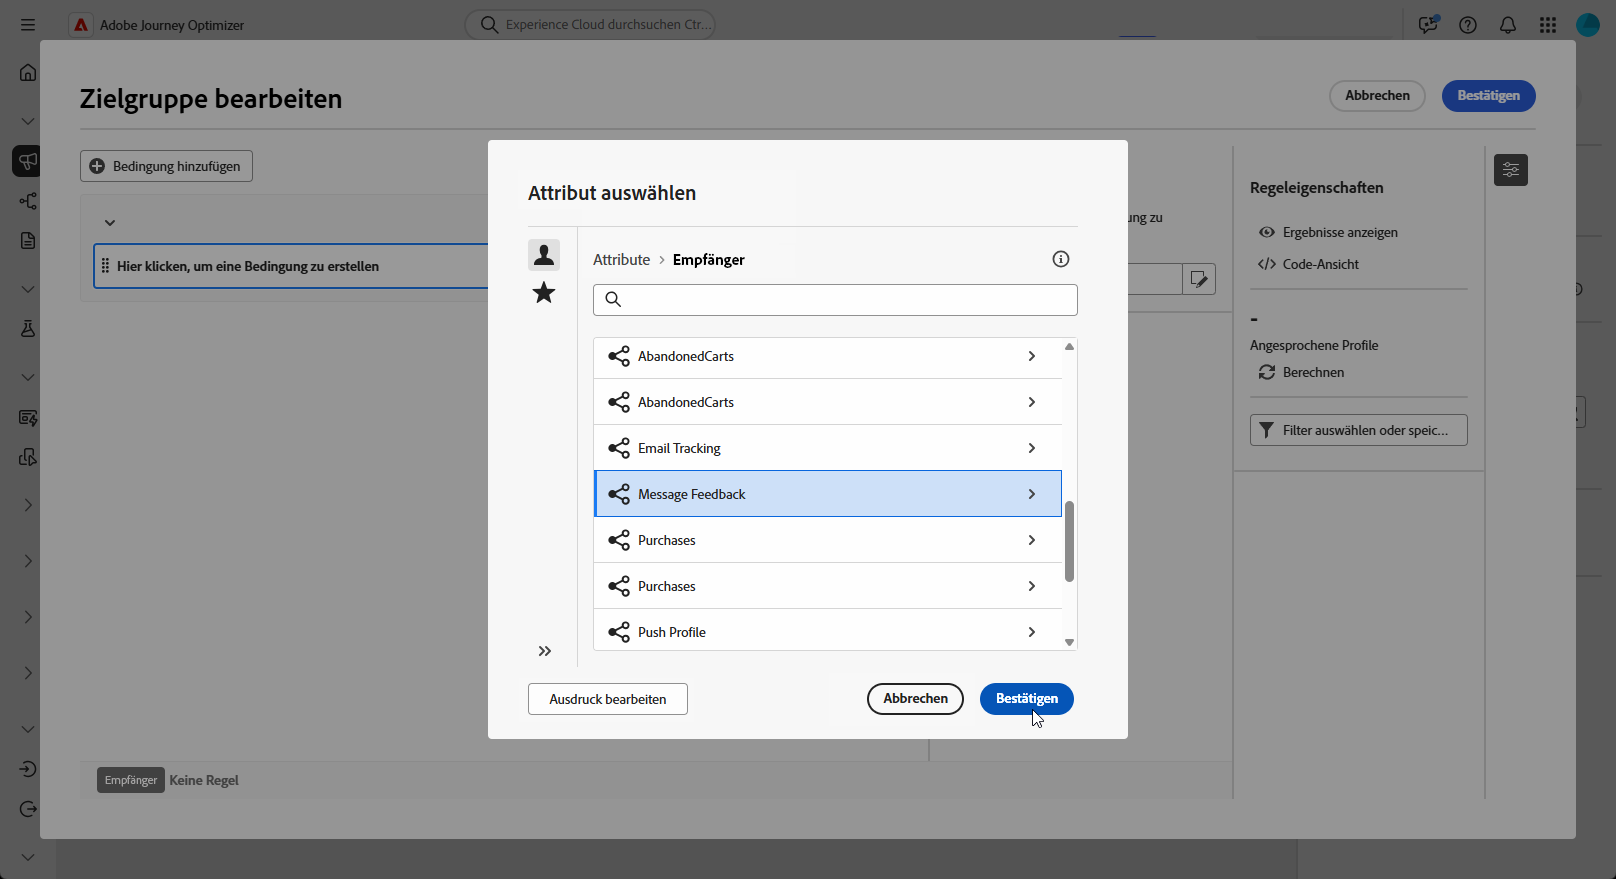 Adobe Journey Optimizer
Experience Cloud durchsuchen Ctr...
Zielgruppe bearbeiten
Abbrechen
Bestätigen
Bedingung hinzufügen
Hier klicken, um eine Bedingung zu erstellen
ung zu
Attribut auswählen
Attribute > Empfänger
AbandonedCarts
AbandonedCarts
Email Tracking
Message Feedback
Purchases
Purchases
Push Profile
Ausdruck bearbeiten
Abbrechen
Bestätigen
Regeleigenschaften
Ergebnisse anzeigen
</> Code-Ansicht
-
Angesprochene Profile
Berechnen
Filter auswählen oder speic...
Empfänger Keine Regel